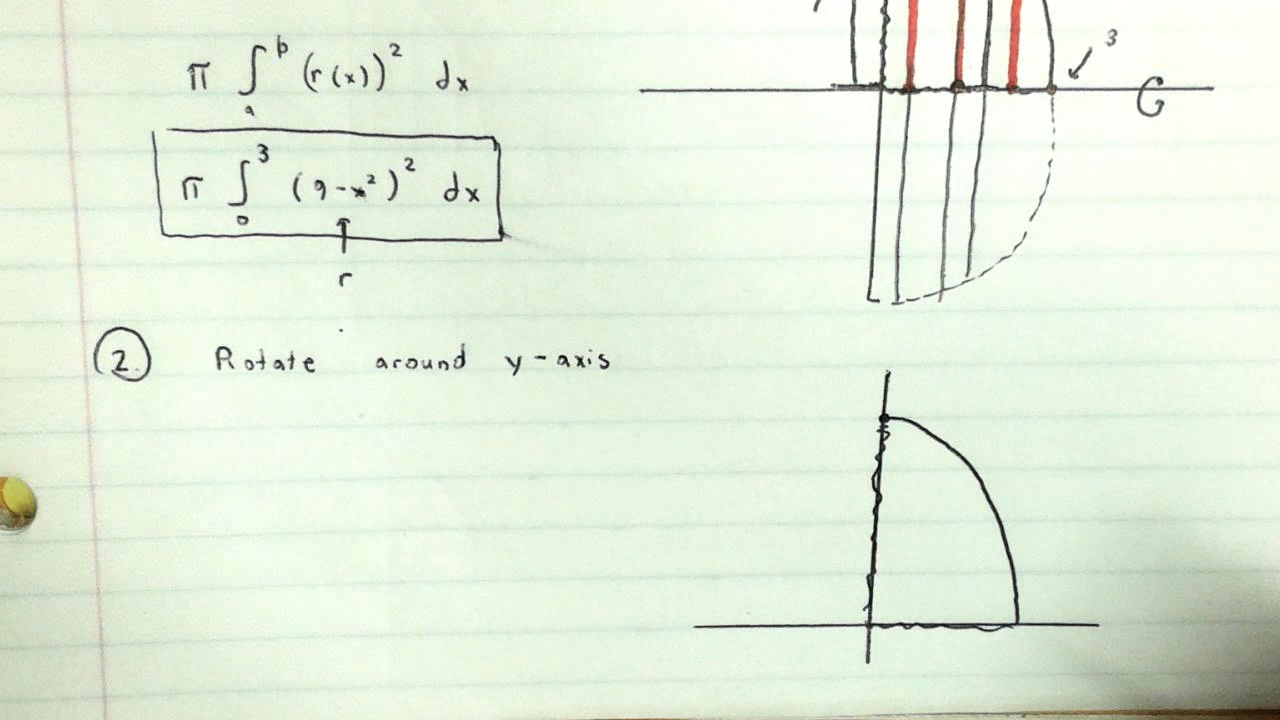 π ∫ₐᵇ (r(x))² dx
3
π ∫₀³ (9-x²)² dx
r
2. Rotate around y-axis